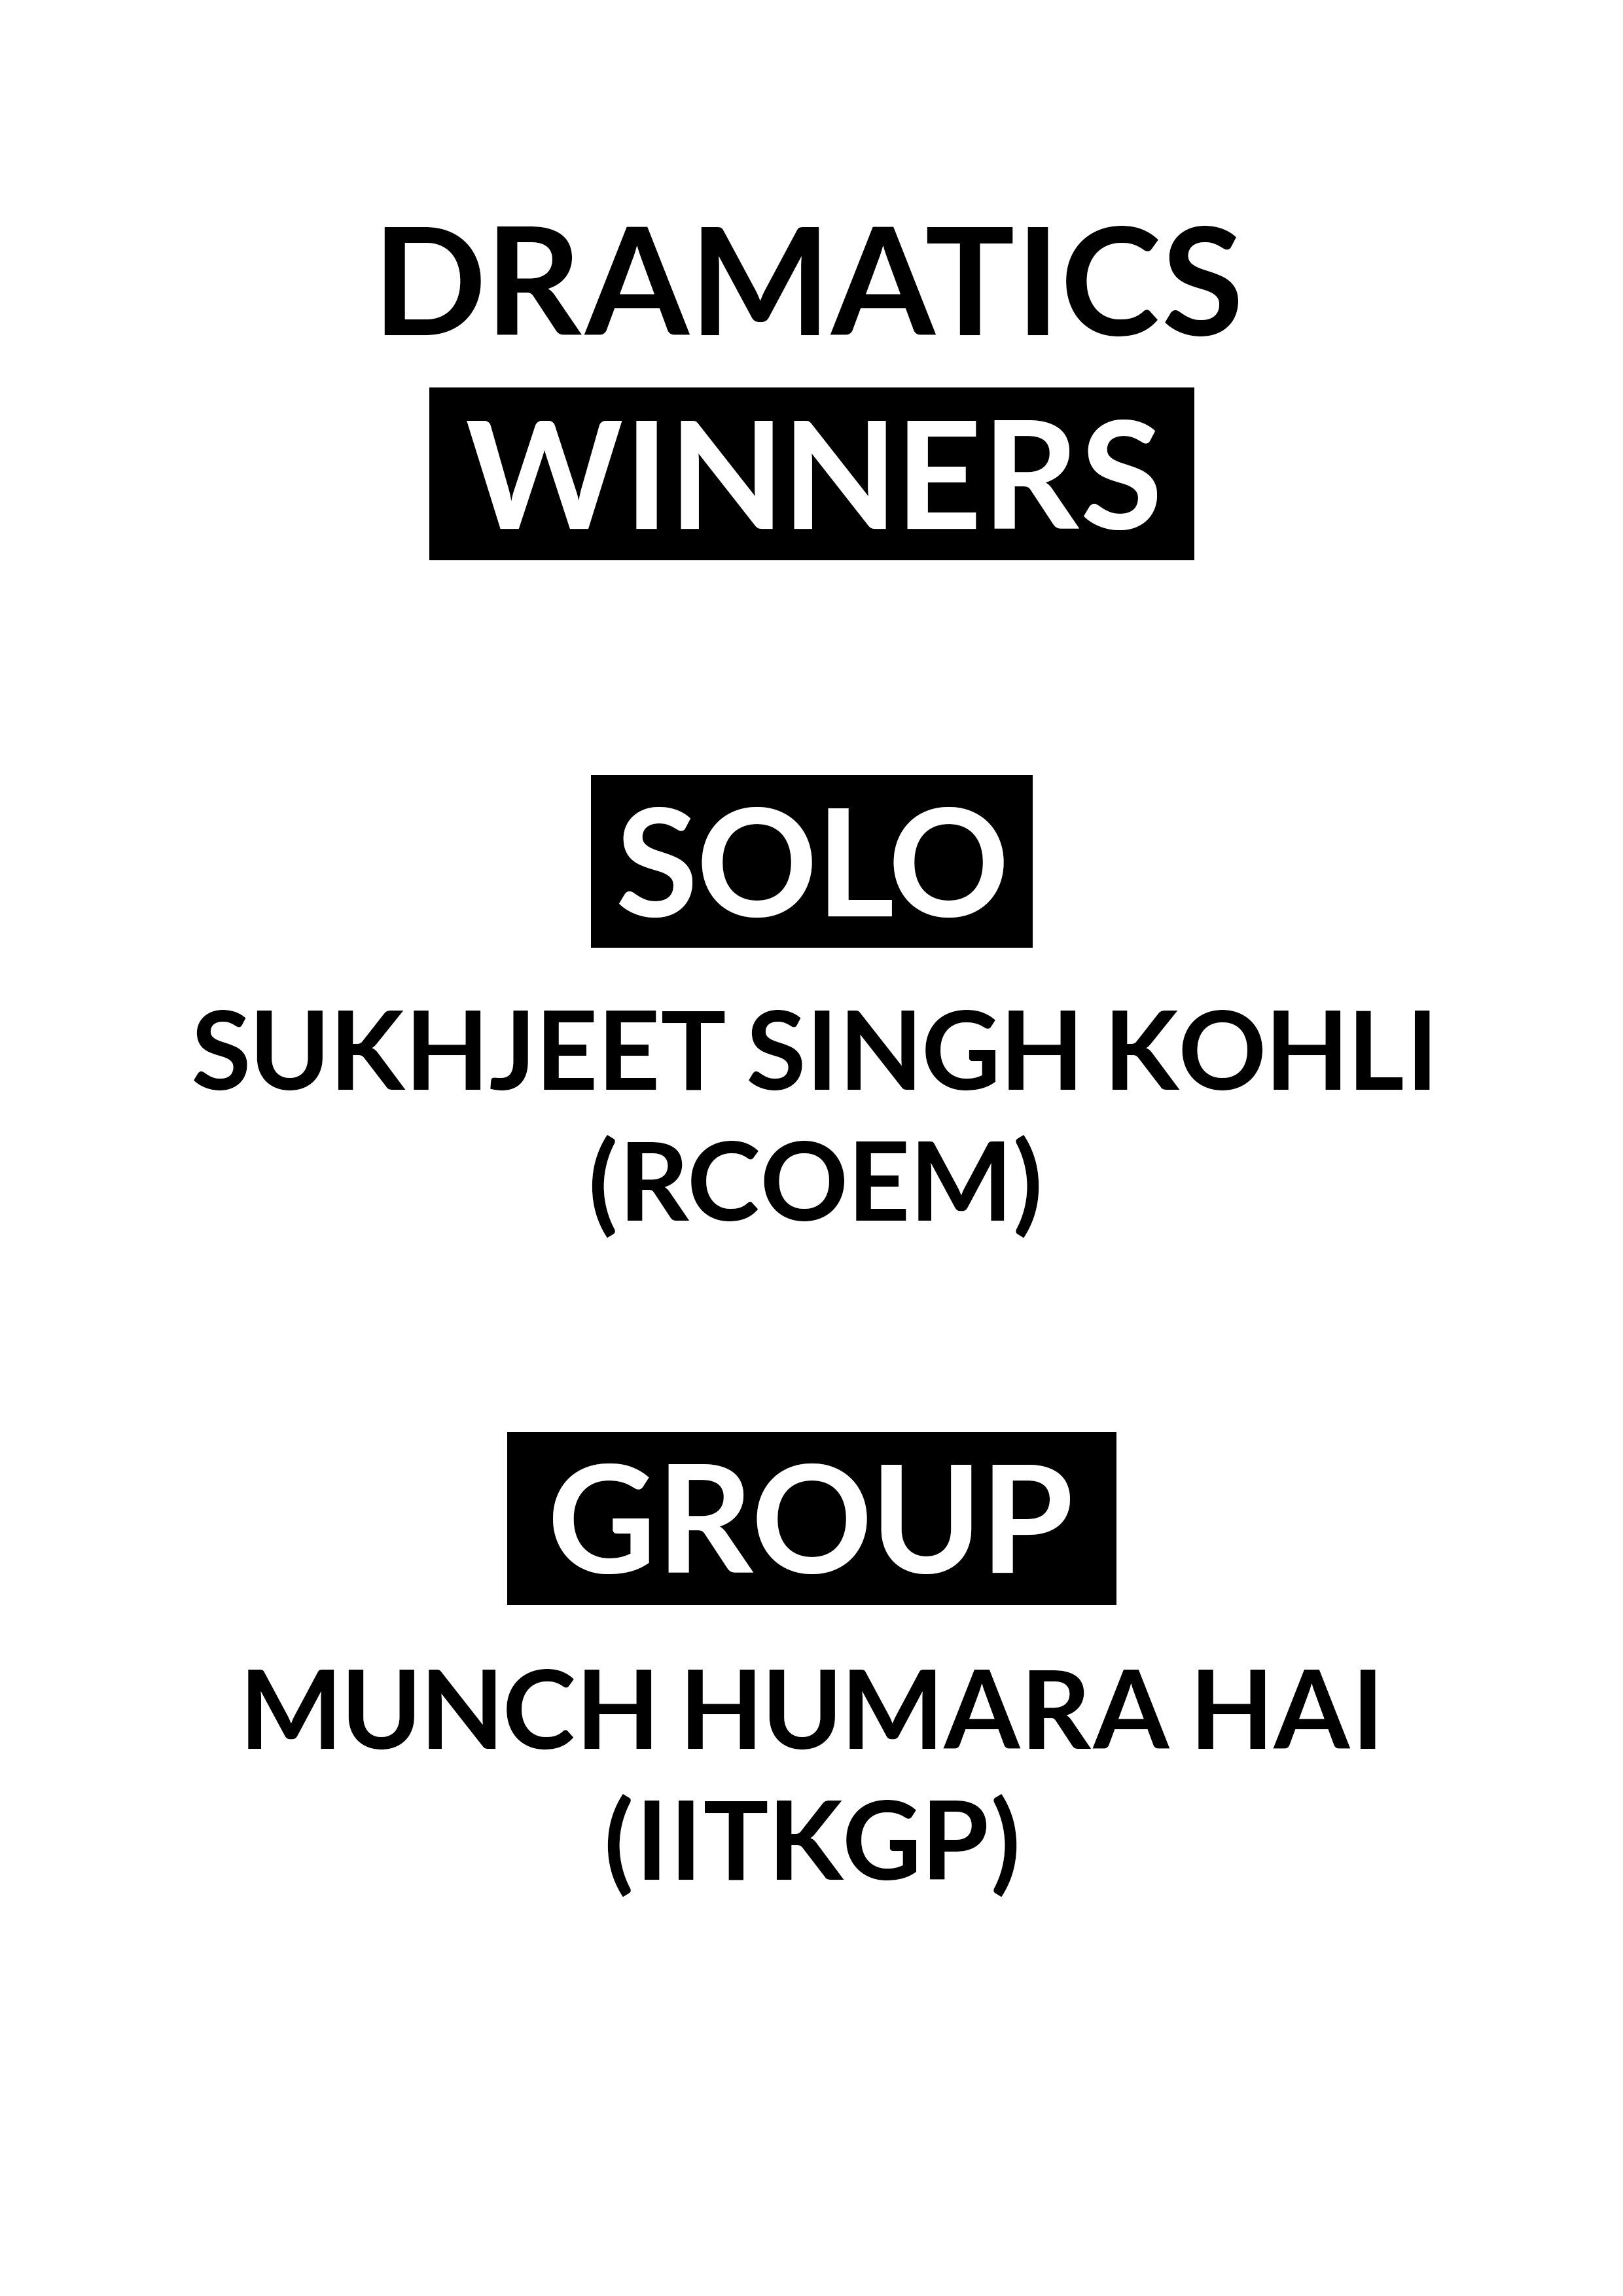 DRAMATICS
WINNERS
SOLO
SUKHJEET SINGH KOHLI
(RCOEM)
GROUP
MUNCH HUMARA HAI
(IITKGP)